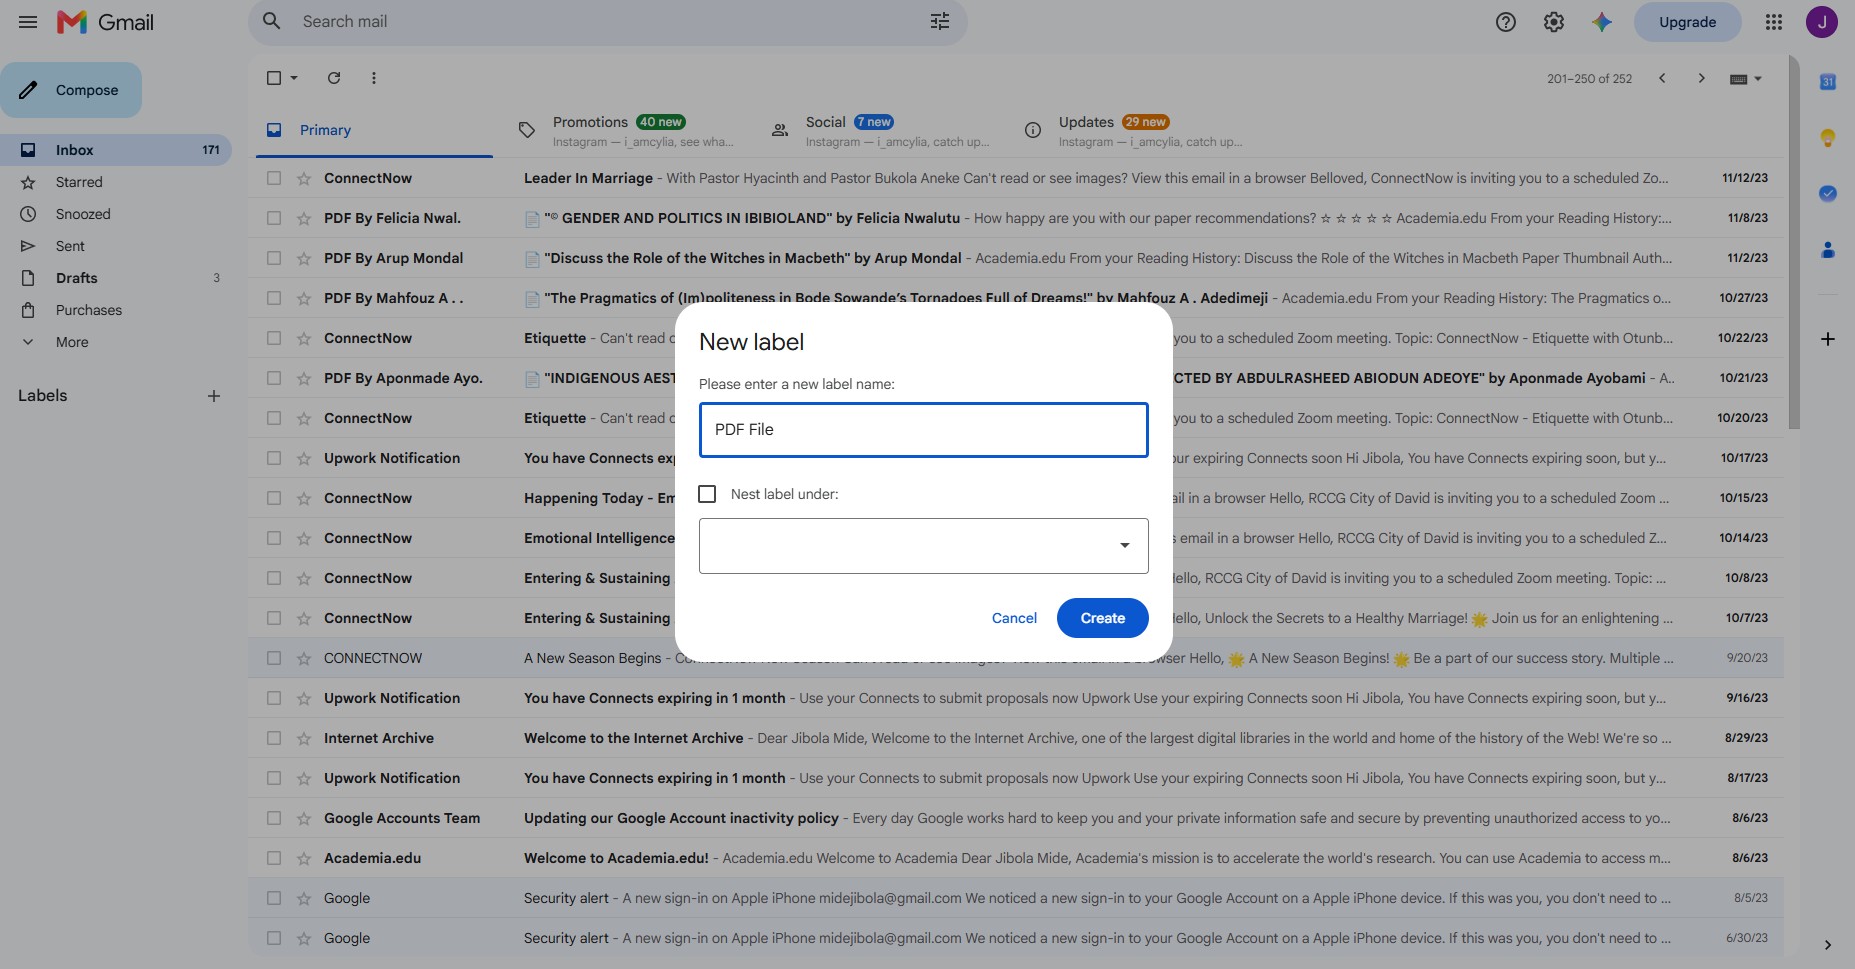 Gmail
Search mail
Upgrade
J
Compose
201–250 of 252
31
Primary
Promotions 40 new
Instagram — i_amcylia, see wha...
Social 7 new
Instagram — i_amcylia, catch up...
Updates 29 new
Instagram — i_amcylia, catch up...
Inbox 171
Starred
Snoozed
Sent
Drafts 3
Purchases
More
Labels
ConnectNow Leader In Marriage - With Pastor Hyacinth and Pastor Bukola Aneke Can't read or see images? View this email in a browser Belloved, ConnectNow is inviting you to a scheduled Zo... 11/12/23
PDF By Felicia Nwal. "© GENDER AND POLITICS IN IBIBIOLAND" by Felicia Nwalutu - How happy are you with our paper recommendations? ☆ ☆ ☆ ☆ ☆ Academia.edu From your Reading History:... 11/8/23
PDF By Arup Mondal "Discuss the Role of the Witches in Macbeth" by Arup Mondal - Academia.edu From your Reading History: Discuss the Role of the Witches in Macbeth Paper Thumbnail Auth... 11/2/23
PDF By Mahfouz A . . "The Pragmatics of (Im)politeness in Bode Sowande's Tornadoes Full of Dreams!" by Mahfouz A . Adedimeji - Academia.edu From your Reading History: The Pragmatics o... 10/27/23
ConnectNow Etiquette - Can't read you to a scheduled Zoom meeting. Topic: ConnectNow - Etiquette with Otunb... 10/22/23
PDF By Aponmade Ayo. "INDIGENOUS AEST CTED BY ABDULRASHEED ABIODUN ADEOYE" by Aponmade Ayobami - A.. 10/21/23
ConnectNow Etiquette - Can't read you to a scheduled Zoom meeting. Topic: ConnectNow - Etiquette with Otunb... 10/20/23
Upwork Notification You have Connects exp ur expiring Connects soon Hi Jibola, You have Connects expiring soon, but y... 10/17/23
ConnectNow Happening Today - Em ail in a browser Hello, RCCG City of David is inviting you to a scheduled Zoom ... 10/15/23
ConnectNow Emotional Intelligence s email in a browser Hello, RCCG City of David is inviting you to a scheduled Z... 10/14/23
ConnectNow Entering & Sustaining ello, RCCG City of David is inviting you to a scheduled Zoom meeting. Topic: ... 10/8/23
ConnectNow Entering & Sustaining ello, Unlock the Secrets to a Healthy Marriage! 🌟 Join us for an enlightening ... 10/7/23
CONNECTNOW A New Season Begins - browser Hello, 🌟 A New Season Begins! 🌟 Be a part of our success story. Multiple ... 9/20/23
Upwork Notification You have Connects expiring in 1 month - Use your Connects to submit proposals now Upwork Use your expiring Connects soon Hi Jibola, You have Connects expiring soon, but y... 9/16/23
Internet Archive Welcome to the Internet Archive - Dear Jibola Mide, Welcome to the Internet Archive, one of the largest digital libraries in the world and home of the history of the Web! We're so ... 8/29/23
Upwork Notification You have Connects expiring in 1 month - Use your Connects to submit proposals now Upwork Use your expiring Connects soon Hi Jibola, You have Connects expiring soon, but y... 8/17/23
Google Accounts Team Updating our Google Account inactivity policy - Every day Google works hard to keep you and your private information safe and secure by preventing unauthorized access to yo... 8/6/23
Academia.edu Welcome to Academia.edu! - Academia.edu Welcome to Academia Dear Jibola Mide, Academia's mission is to accelerate the world's research. You can use Academia to access m... 8/6/23
Google Security alert - A new sign-in on Apple iPhone midejibola@gmail.com We noticed a new sign-in to your Google Account on a Apple iPhone device. If this was you, you don't need to ... 8/5/23
Google Security alert - A new sign-in on Apple iPhone midejibola@gmail.com We noticed a new sign-in to your Google Account on a Apple iPhone device. If this was you, you don't need to ... 6/30/23
New label
Please enter a new label name:
PDF File
Nest label under:
Cancel
Create